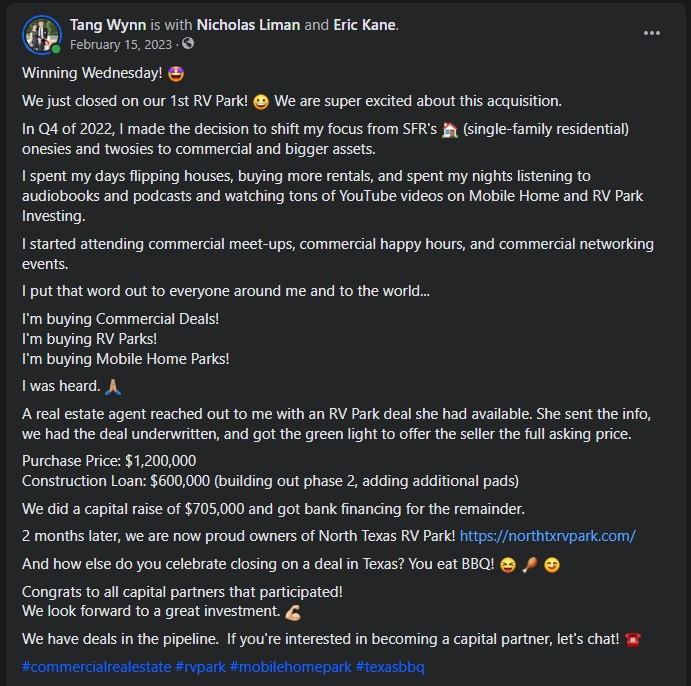 Tang Wynn is with Nicholas Liman and Eric Kane.
February 15, 2023 ·
Winning Wednesday! 🤩
We just closed on our 1st RV Park! 😀 We are super excited about this acquisition.
In Q4 of 2022, I made the decision to shift my focus from SFR's 🏠 (single-family residential)
onesies and twosies to commercial and bigger assets.
I spent my days flipping houses, buying more rentals, and spent my nights listening to
audiobooks and podcasts and watching tons of YouTube videos on Mobile Home and RV Park
Investing.
I started attending commercial meet-ups, commercial happy hours, and commercial networking
events.
I put that word out to everyone around me and to the world...
I'm buying Commercial Deals!
I'm buying RV Parks!
I'm buying Mobile Home Parks!
I was heard. 🙏🏽
A real estate agent reached out to me with an RV Park deal she had available. She sent the info,
we had the deal underwritten, and got the green light to offer the seller the full asking price.
Purchase Price: $1,200,000
Construction Loan: $600,000 (building out phase 2, adding additional pads)
We did a capital raise of $705,000 and got bank financing for the remainder.
2 months later, we are now proud owners of North Texas RV Park! https://northtxrvpark.com/
And how else do you celebrate closing on a deal in Texas? You eat BBQ! 😆 🍗 😋
Congrats to all capital partners that participated!
We look forward to a great investment. 💪🏼
We have deals in the pipeline. If you're interested in becoming a capital partner, let's chat! ☎️
#commercialrealestate #rvpark #mobilehomepark #texasbbq